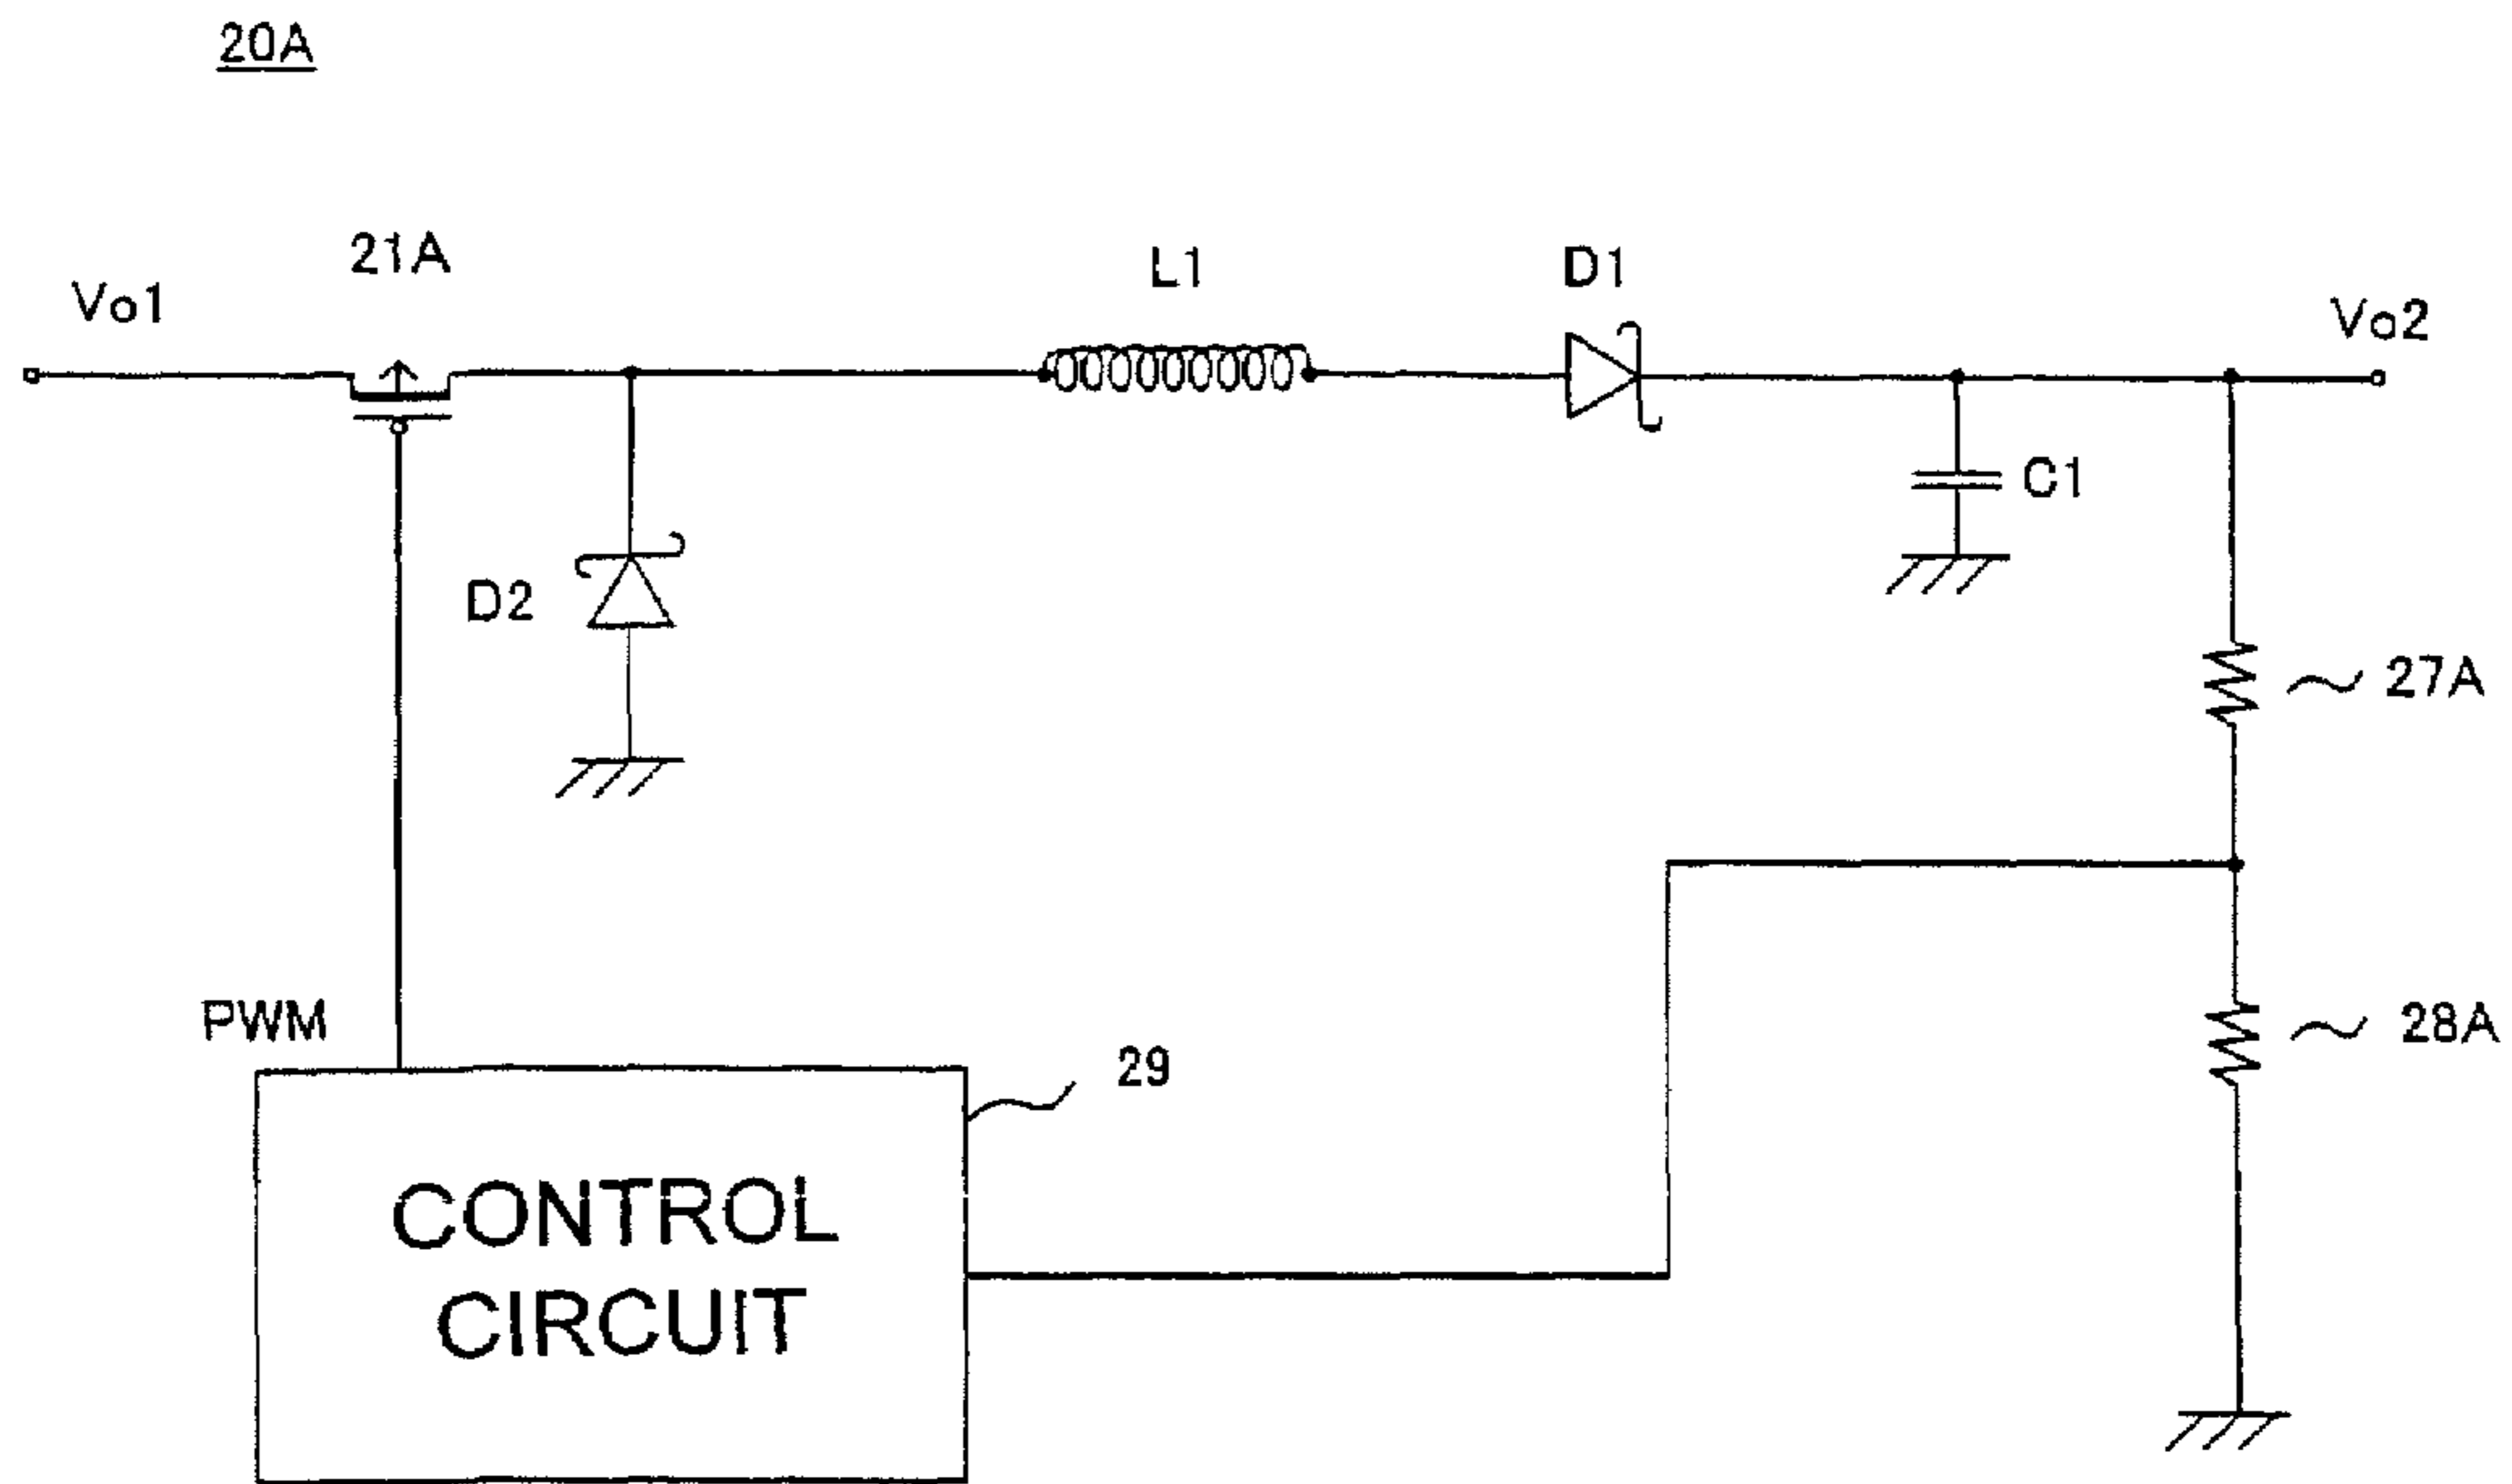 20A
21A
Vo1
L1
D1
Vo2
C1
D2
27A
PWM
28A
29
CONTROL
CIRCUIT